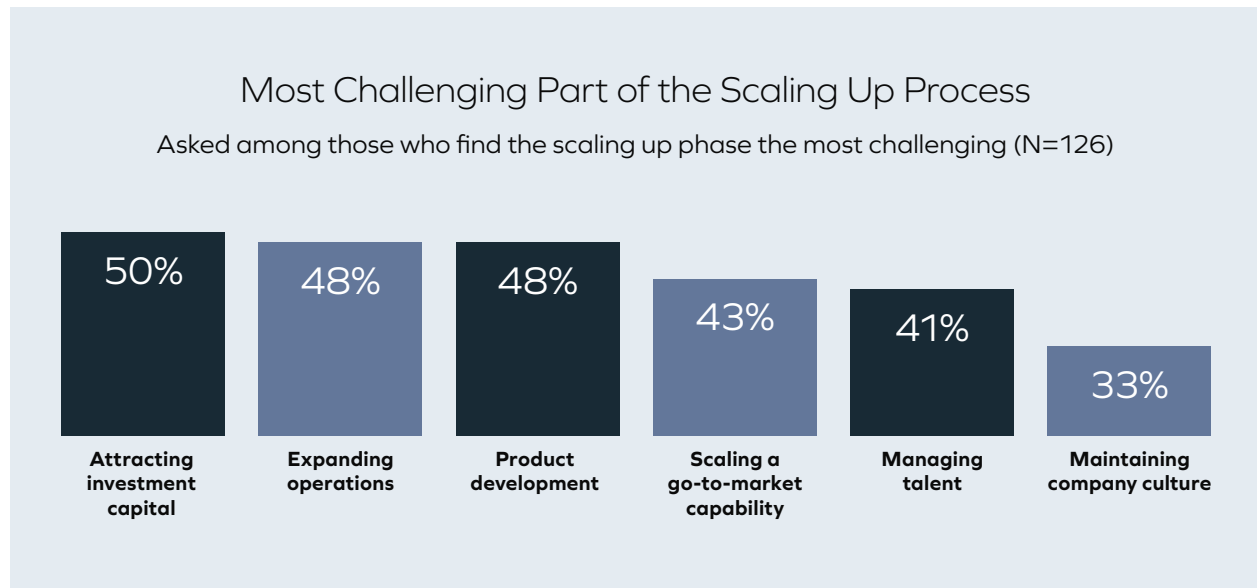 Most Challenging Part of the Scaling Up Process
Asked among those who find the scaling up phase the most challenging (N=126)
50%
48%
48%
43%
41%
33%
Attracting
investment
capital
Expanding
operations
Product
development
Scaling a
go-to-market
capability
Managing
talent
Maintaining
company culture